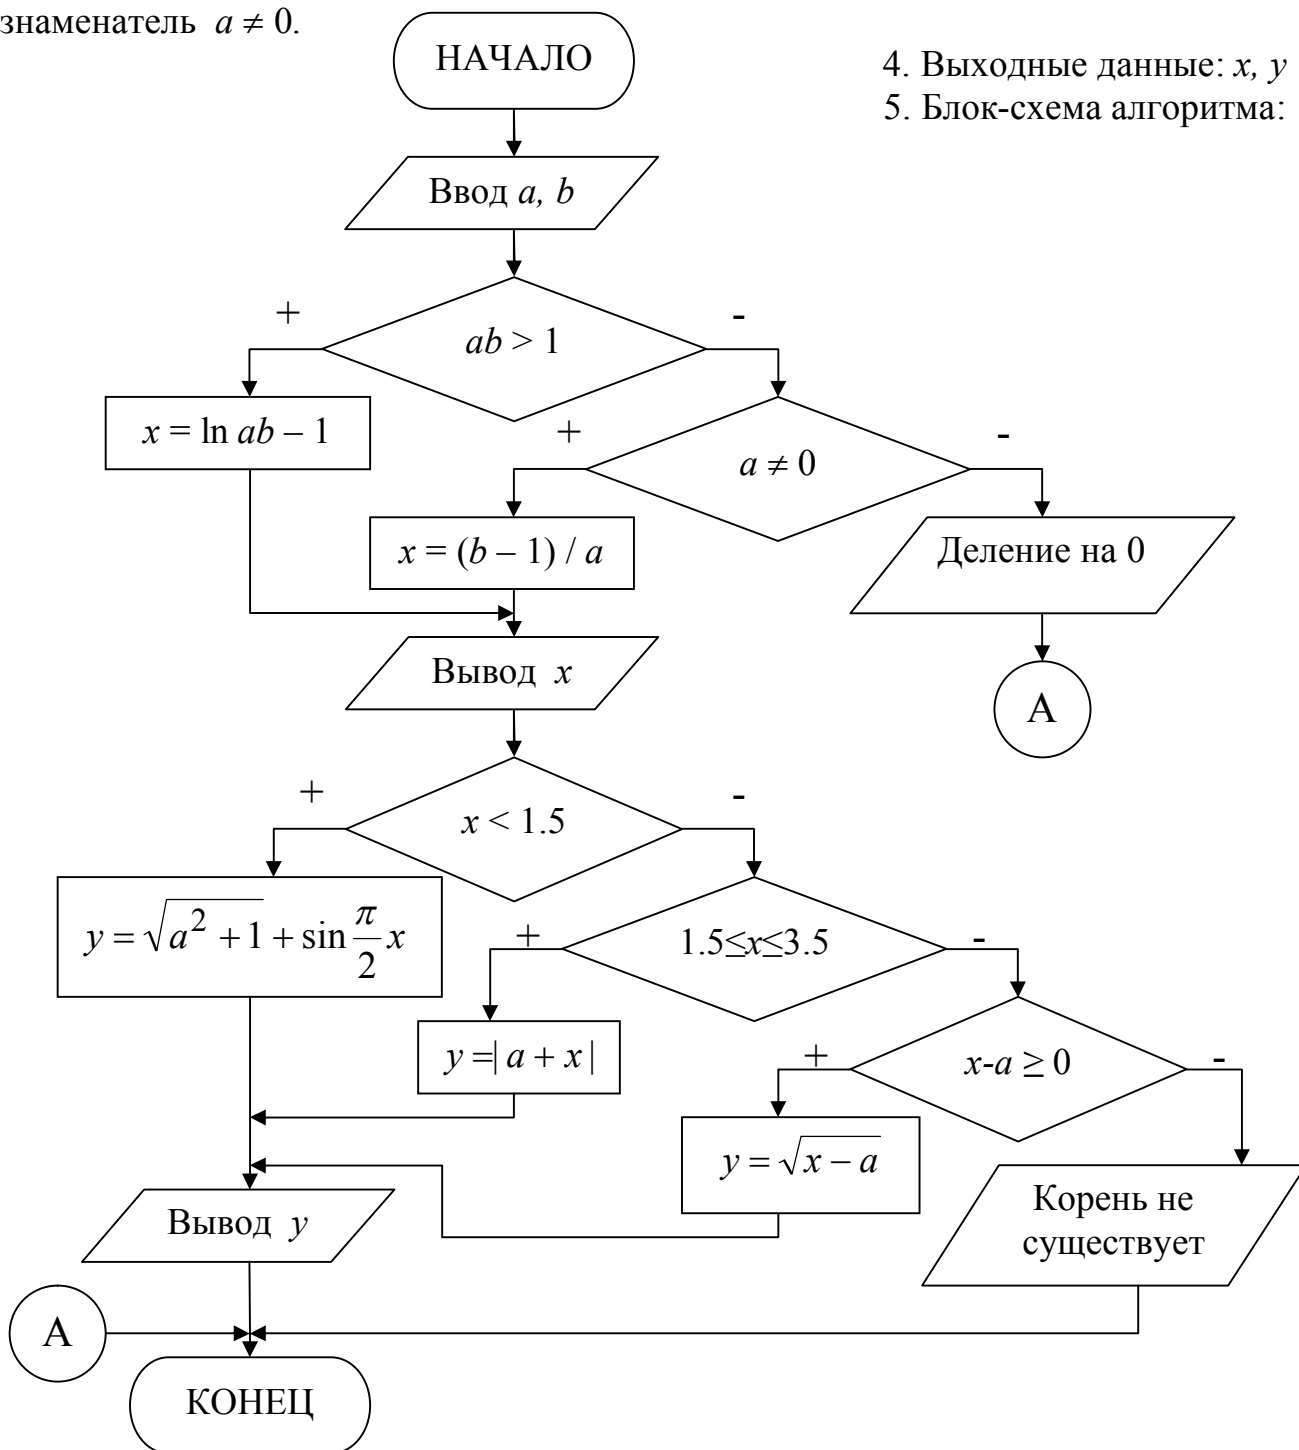 знаменатель a ≠ 0.
НАЧАЛО
4. Выходные данные: x, y
5. Блок-схема алгоритма:
Ввод a, b
+
-
ab > 1
x = ln ab – 1
+
-
a ≠ 0
x = (b – 1) / a
Деление на 0
Вывод x
А
+
-
x < 1.5
y = √(a² + 1) + sin π/2 x
+
-
1.5≤x≤3.5
y =| a + x |
+
-
x-a ≥ 0
y = √(x – a)
Корень не
существует
Вывод y
А
КОНЕЦ